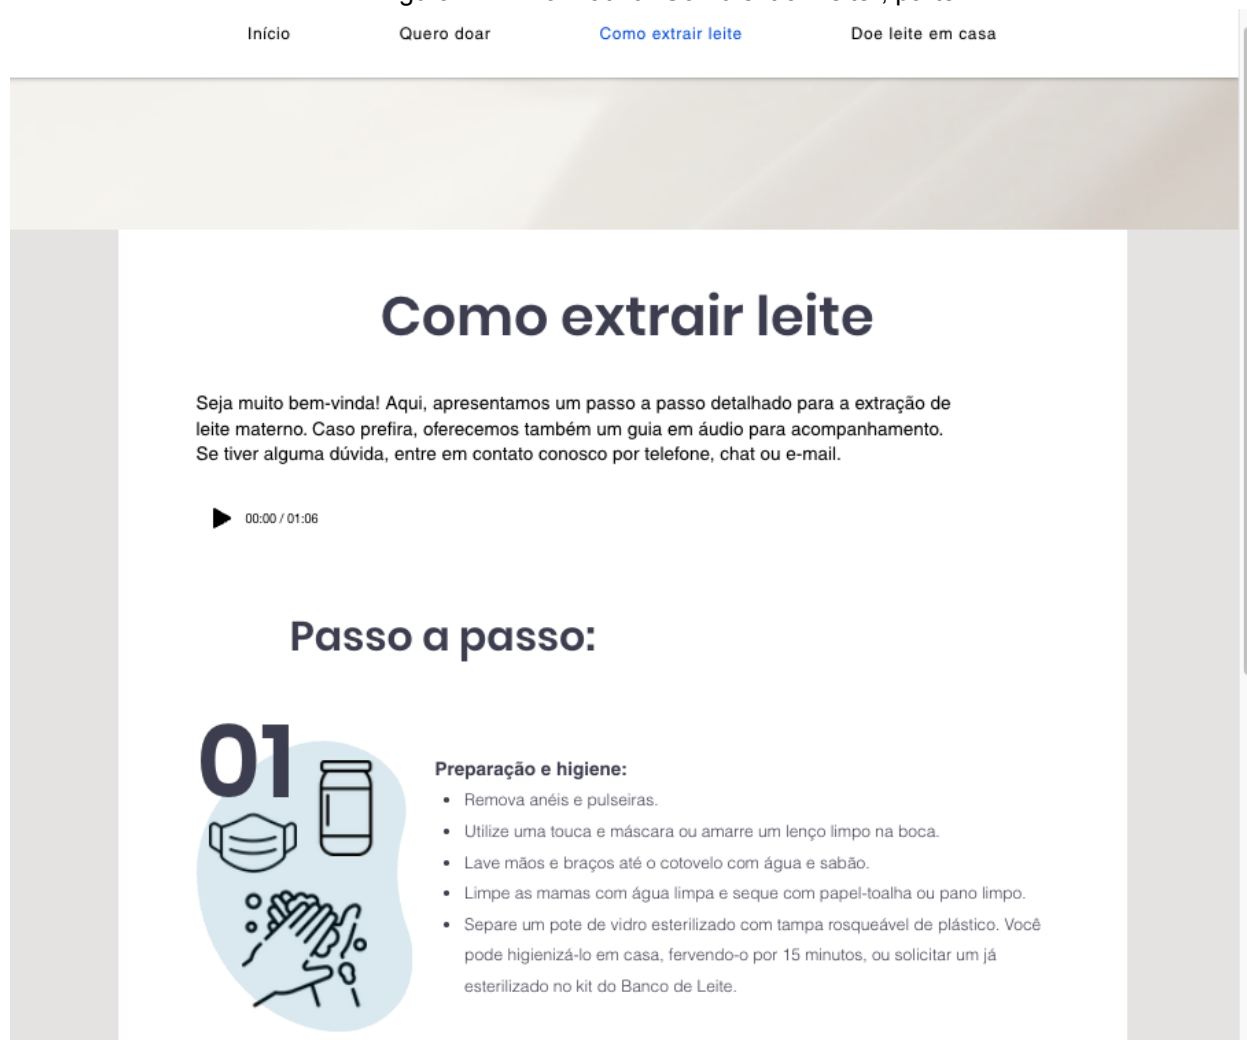 Início Quero doar Como extrair leite Doe leite em casa
Como extrair leite
Seja muito bem-vinda! Aqui, apresentamos um passo a passo detalhado para a extração de
leite materno. Caso prefira, oferecemos também um guia em áudio para acompanhamento.
Se tiver alguma dúvida, entre em contato conosco por telefone, chat ou e-mail.
00:00 / 01:06
Passo a passo:
01
Preparação e higiene:
• Remova anéis e pulseiras.
• Utilize uma touca e máscara ou amarre um lenço limpo na boca.
• Lave mãos e braços até o cotovelo com água e sabão.
• Limpe as mamas com água limpa e seque com papel-toalha ou pano limpo.
• Separe um pote de vidro esterilizado com tampa rosqueável de plástico. Você
pode higienizá-lo em casa, fervendo-o por 15 minutos, ou solicitar um já
esterilizado no kit do Banco de Leite.